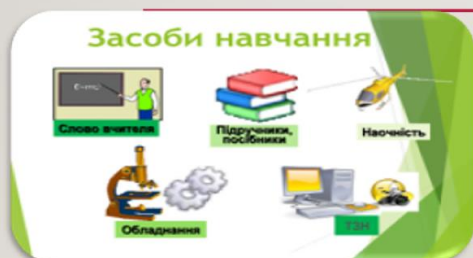 Засоби навчання
Слово вчителя
Підручники,
посібники
Наочність
Обладнання
ТЗН